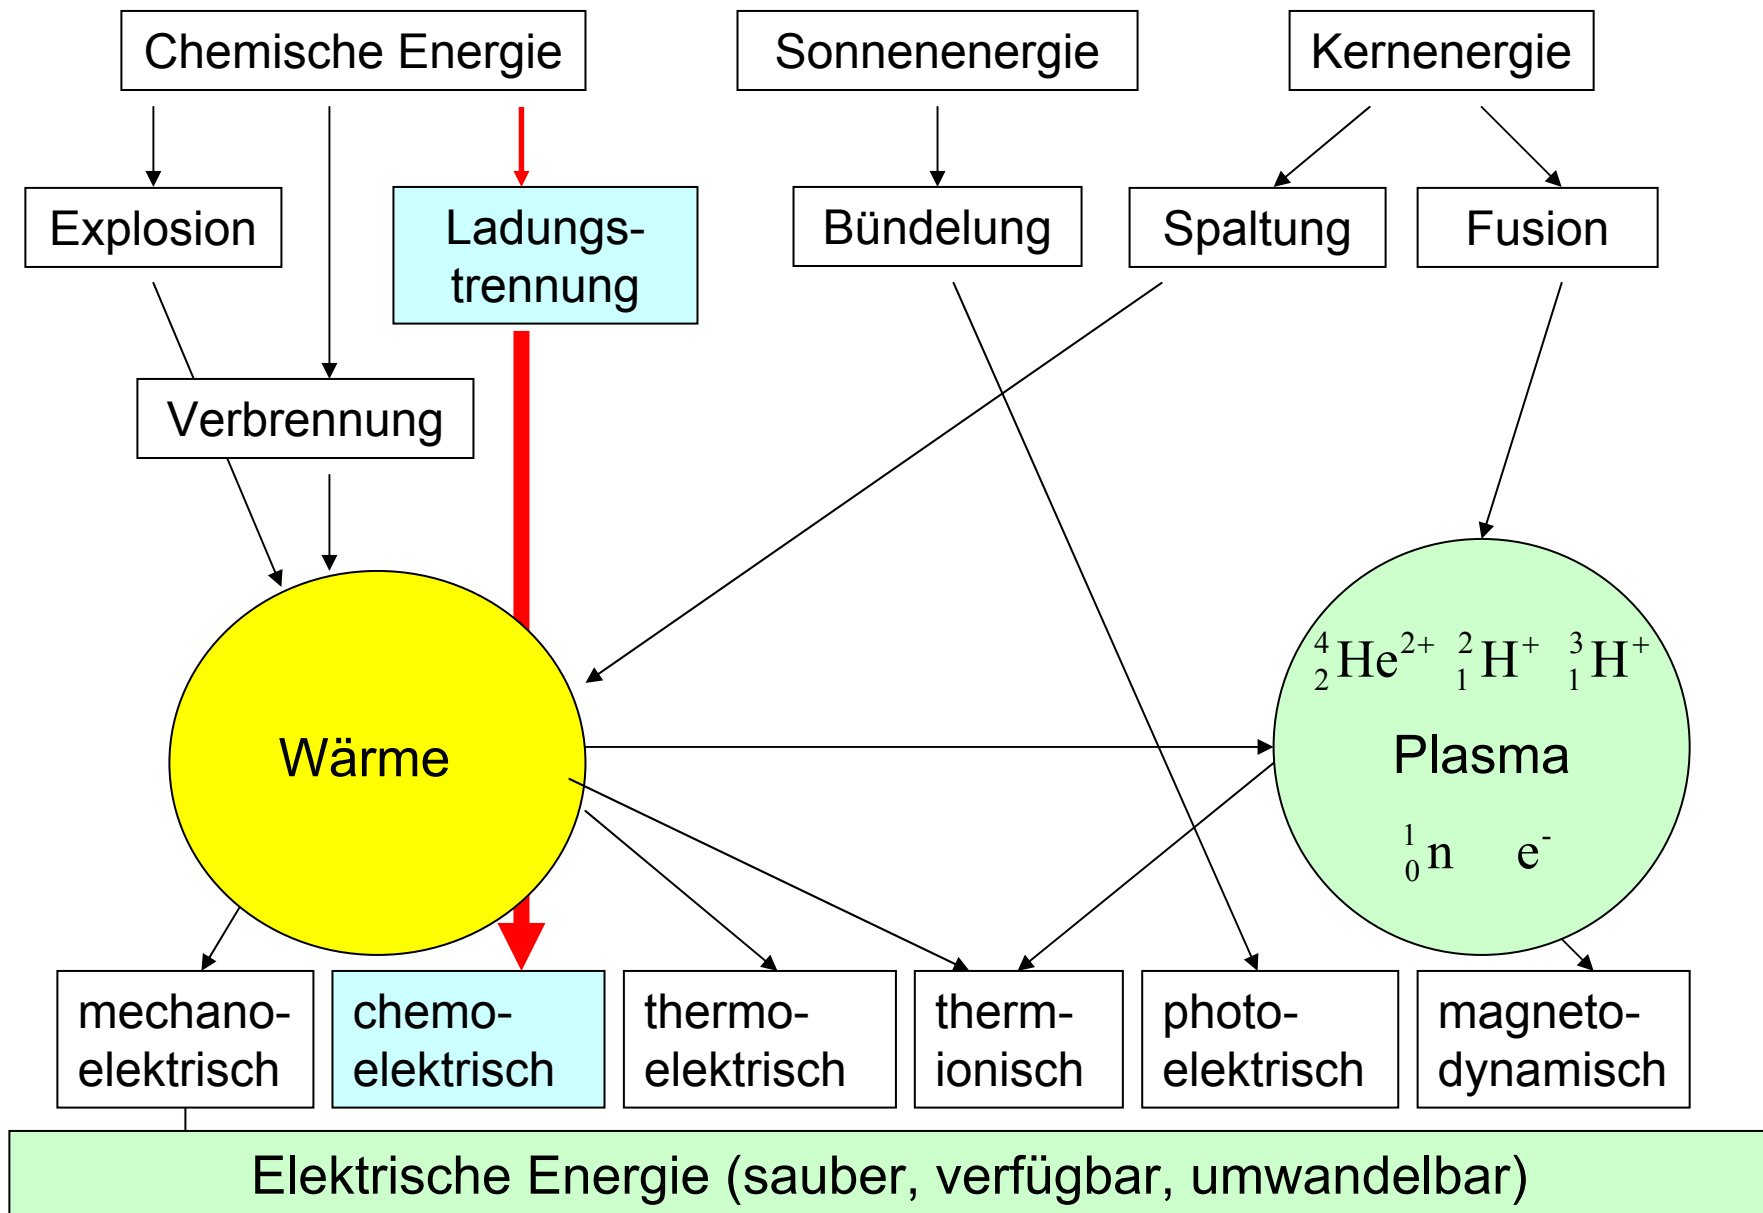 Chemische Energie
Sonnenenergie
Kernenergie
Explosion
Ladungs-
trennung
Bündelung
Spaltung
Fusion
Verbrennung
⁴₂He²⁺ ²₁H⁺ ³₁H⁺
Wärme
Plasma
¹₀n e⁻
mechano-
elektrisch
chemo-
elektrisch
thermo-
elektrisch
therm-
ionisch
photo-
elektrisch
magneto-
dynamisch
Elektrische Energie (sauber, verfügbar, umwandelbar)